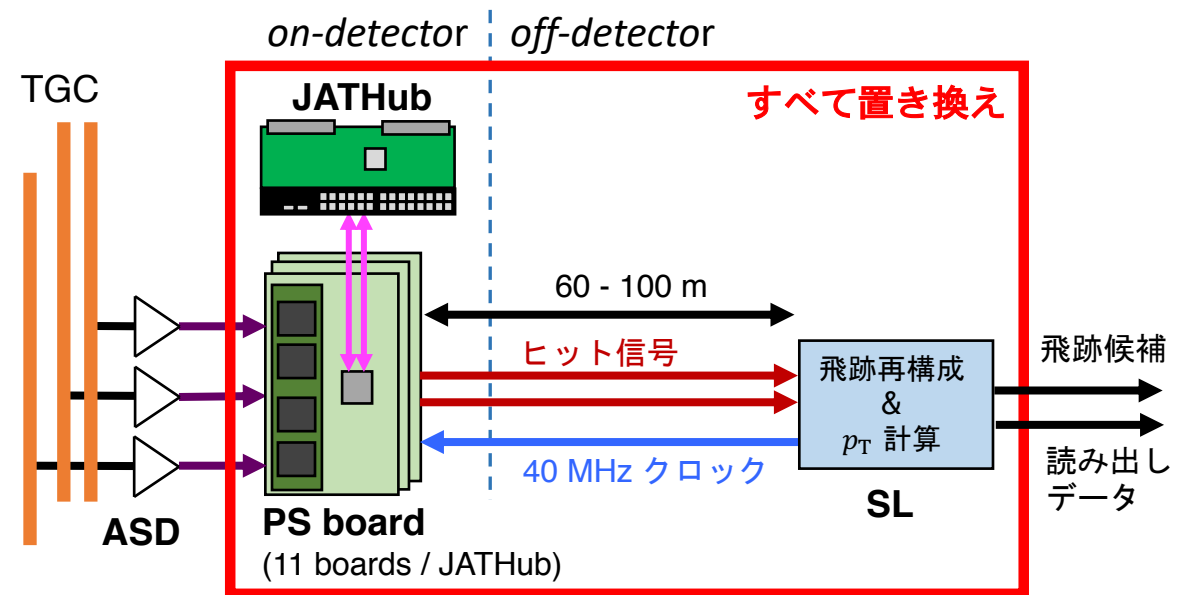 on-detector
off-detector
TGC
JATHub
すべて置き換え
60 - 100 m
ヒット信号
飛跡再構成
&
pT 計算
飛跡候補
40 MHz クロック
読み出し
データ
SL
ASD
PS board
(11 boards / JATHub)